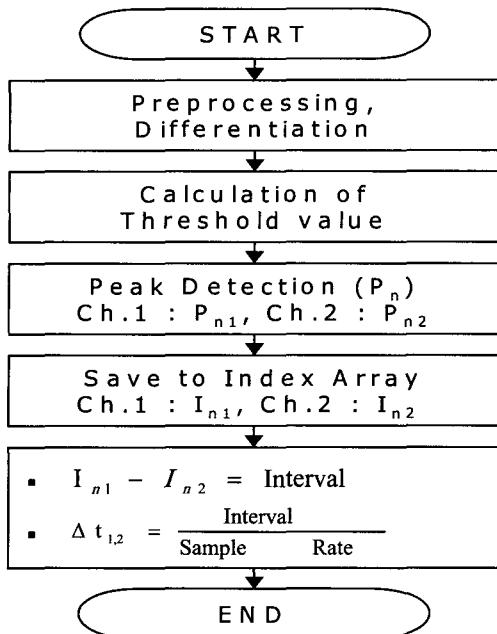 START
Preprocessing,
Differentiation
Calculation of
Threshold value
Peak Detection (Pn)
Ch.1 : Pn1, Ch.2 : Pn2
Save to Index Array
Ch.1 : In1, Ch.2 : In2
▪ In1 − In2 = Interval
▪ Δ t1,2 = Interval / Sample Rate
END